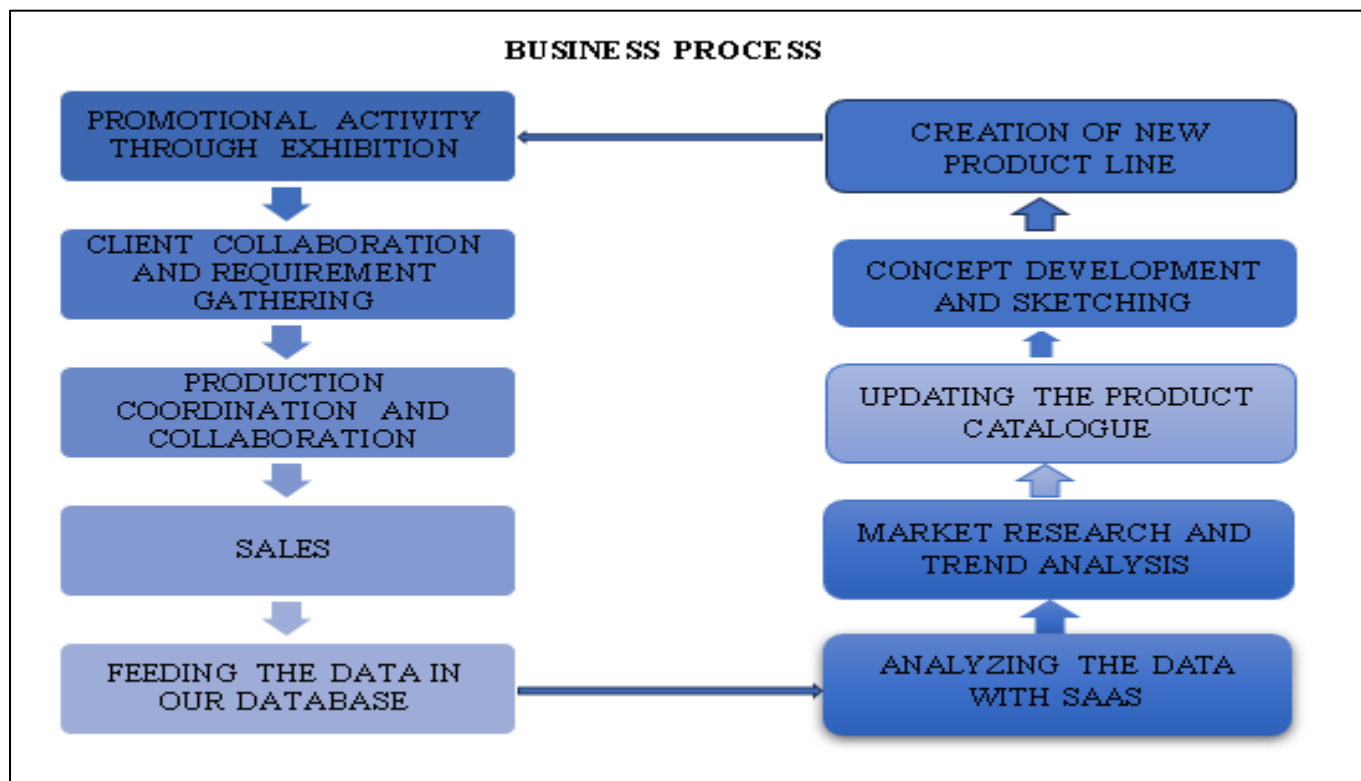 BUSINESS PROCESS
PROMOTIONAL ACTIVITY
THROUGH EXHIBITION
CLIENT COLLABORATION
AND REQUIREMENT
GATHERING
PRODUCTION
COORDINATION AND
COLLABORATION
SALES
FEEDING THE DATA IN
OUR DATABASE
ANALYZING THE DATA
WITH SAAS
MARKET RESEARCH AND
TREND ANALYSIS
UPDATING THE PRODUCT
CATALOGUE
CONCEPT DEVELOPMENT
AND SKETCHING
CREATION OF NEW
PRODUCT LINE